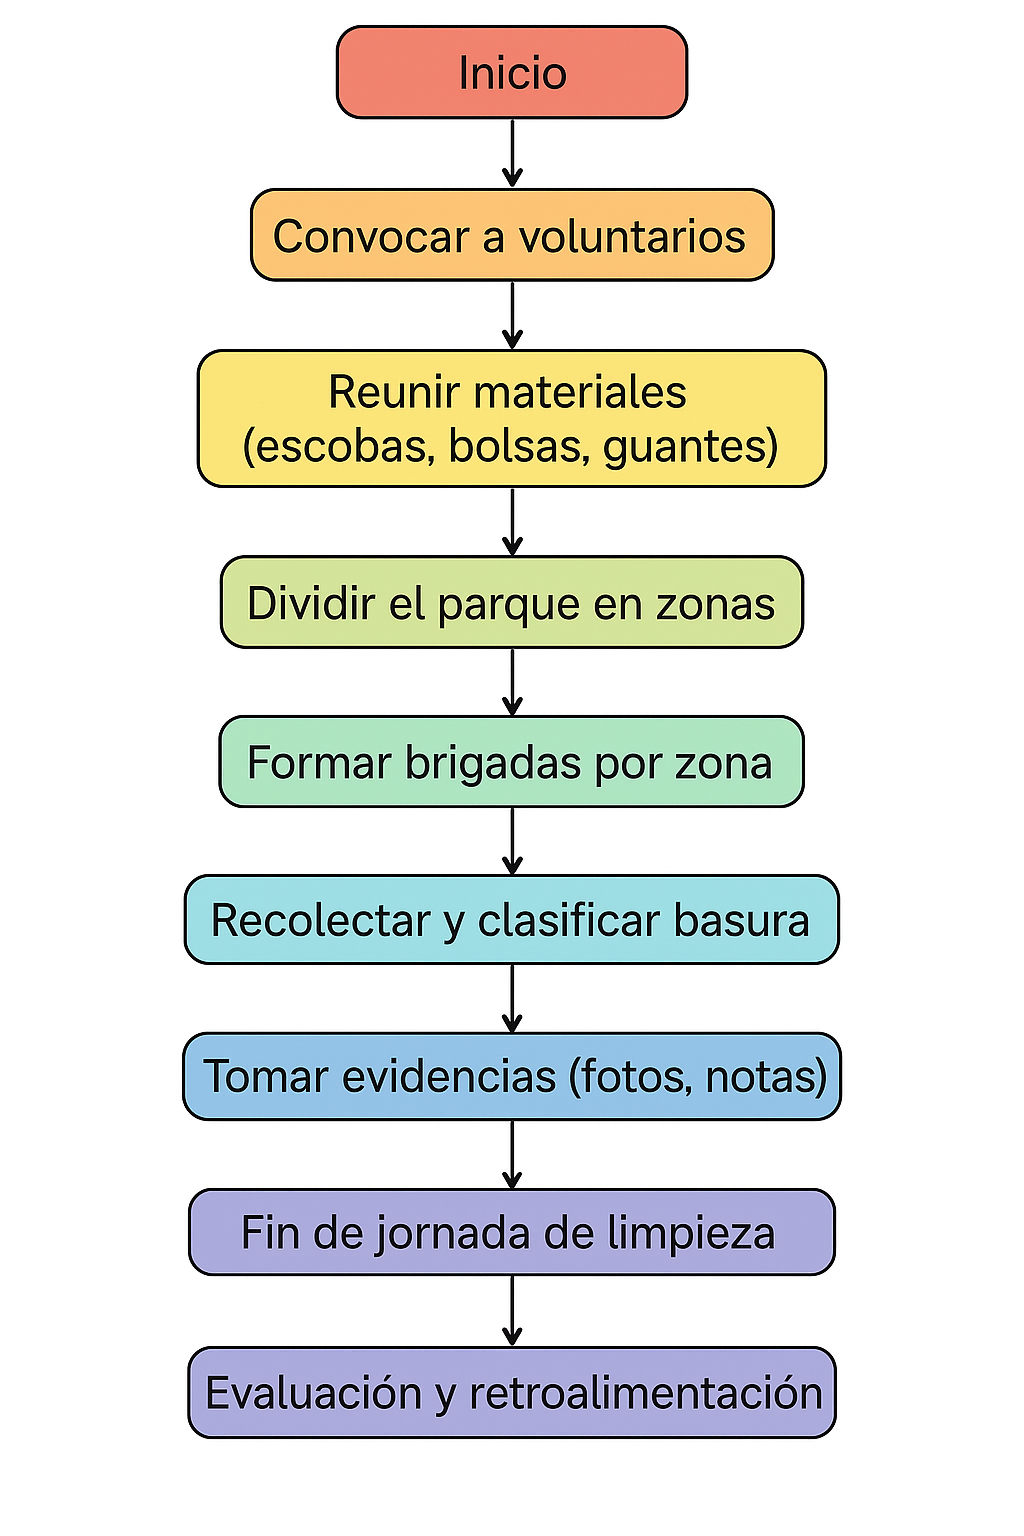 Inicio
Convocar a voluntarios
Reunir materiales
(escobas, bolsas, guantes)
Dividir el parque en zonas
Formar brigadas por zona
Recolectar y clasificar basura
Tomar evidencias (fotos, notas)
Fin de jornada de limpieza
Evaluación y retroalimentación